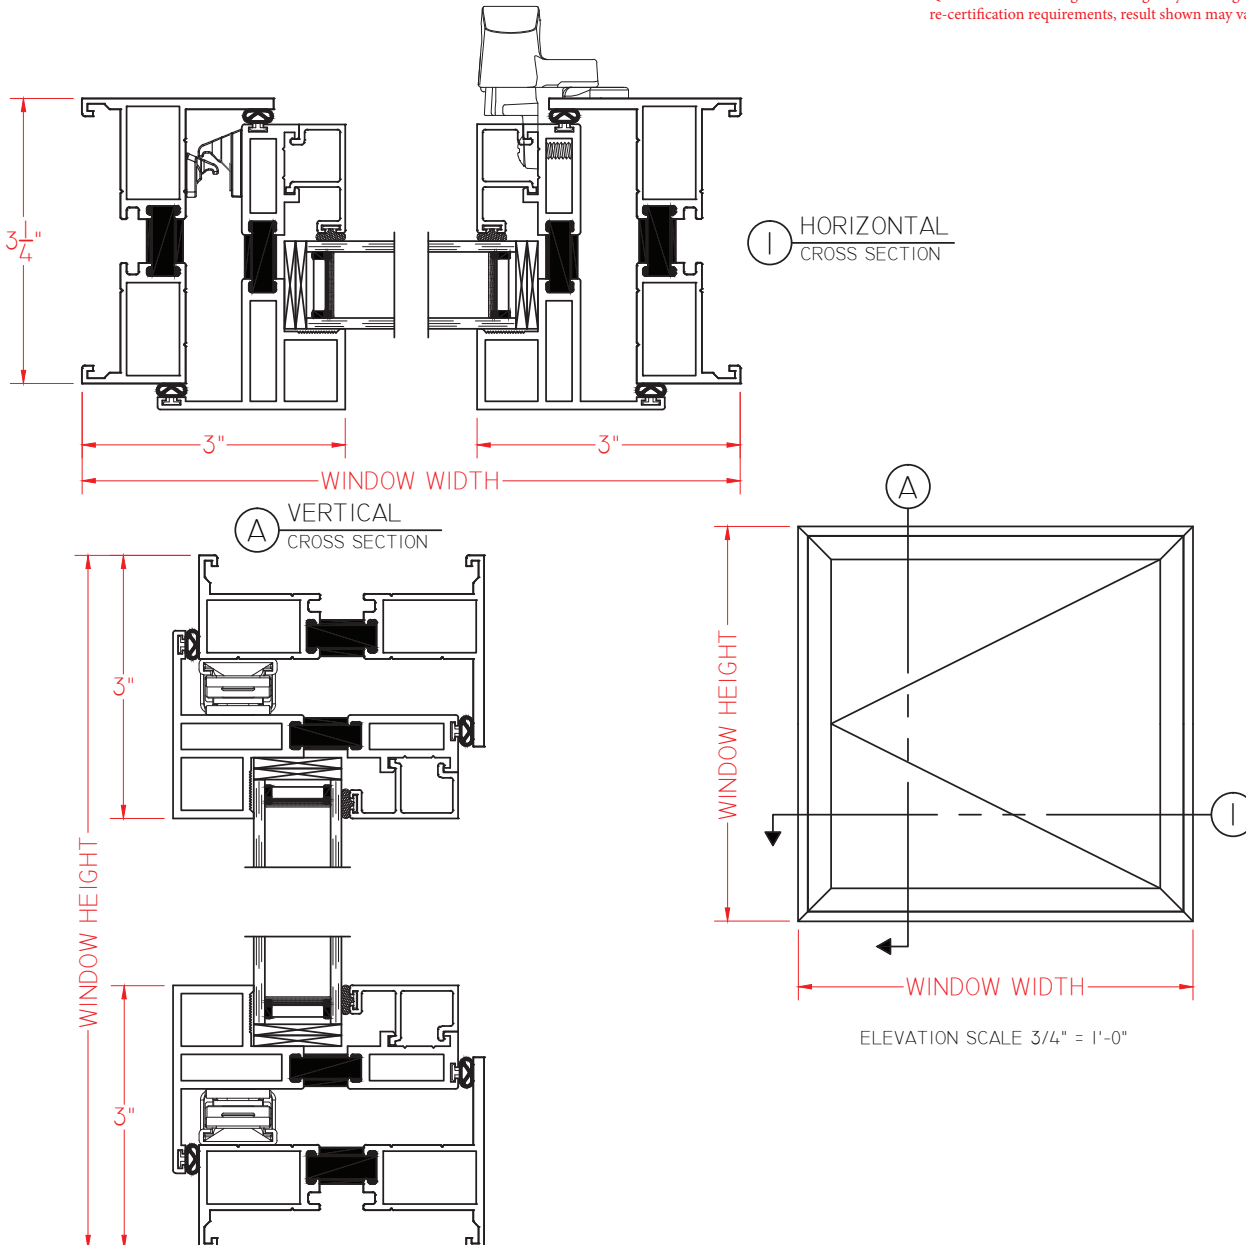 re-certification requirements, result shown may va
3 1/4"
I
HORIZONTAL
CROSS SECTION
3"
3"
WINDOW WIDTH
A
VERTICAL
CROSS SECTION
A
3"
WINDOW HEIGHT
WINDOW HEIGHT
I
3"
WINDOW WIDTH
ELEVATION SCALE 3/4" = 1'-0"